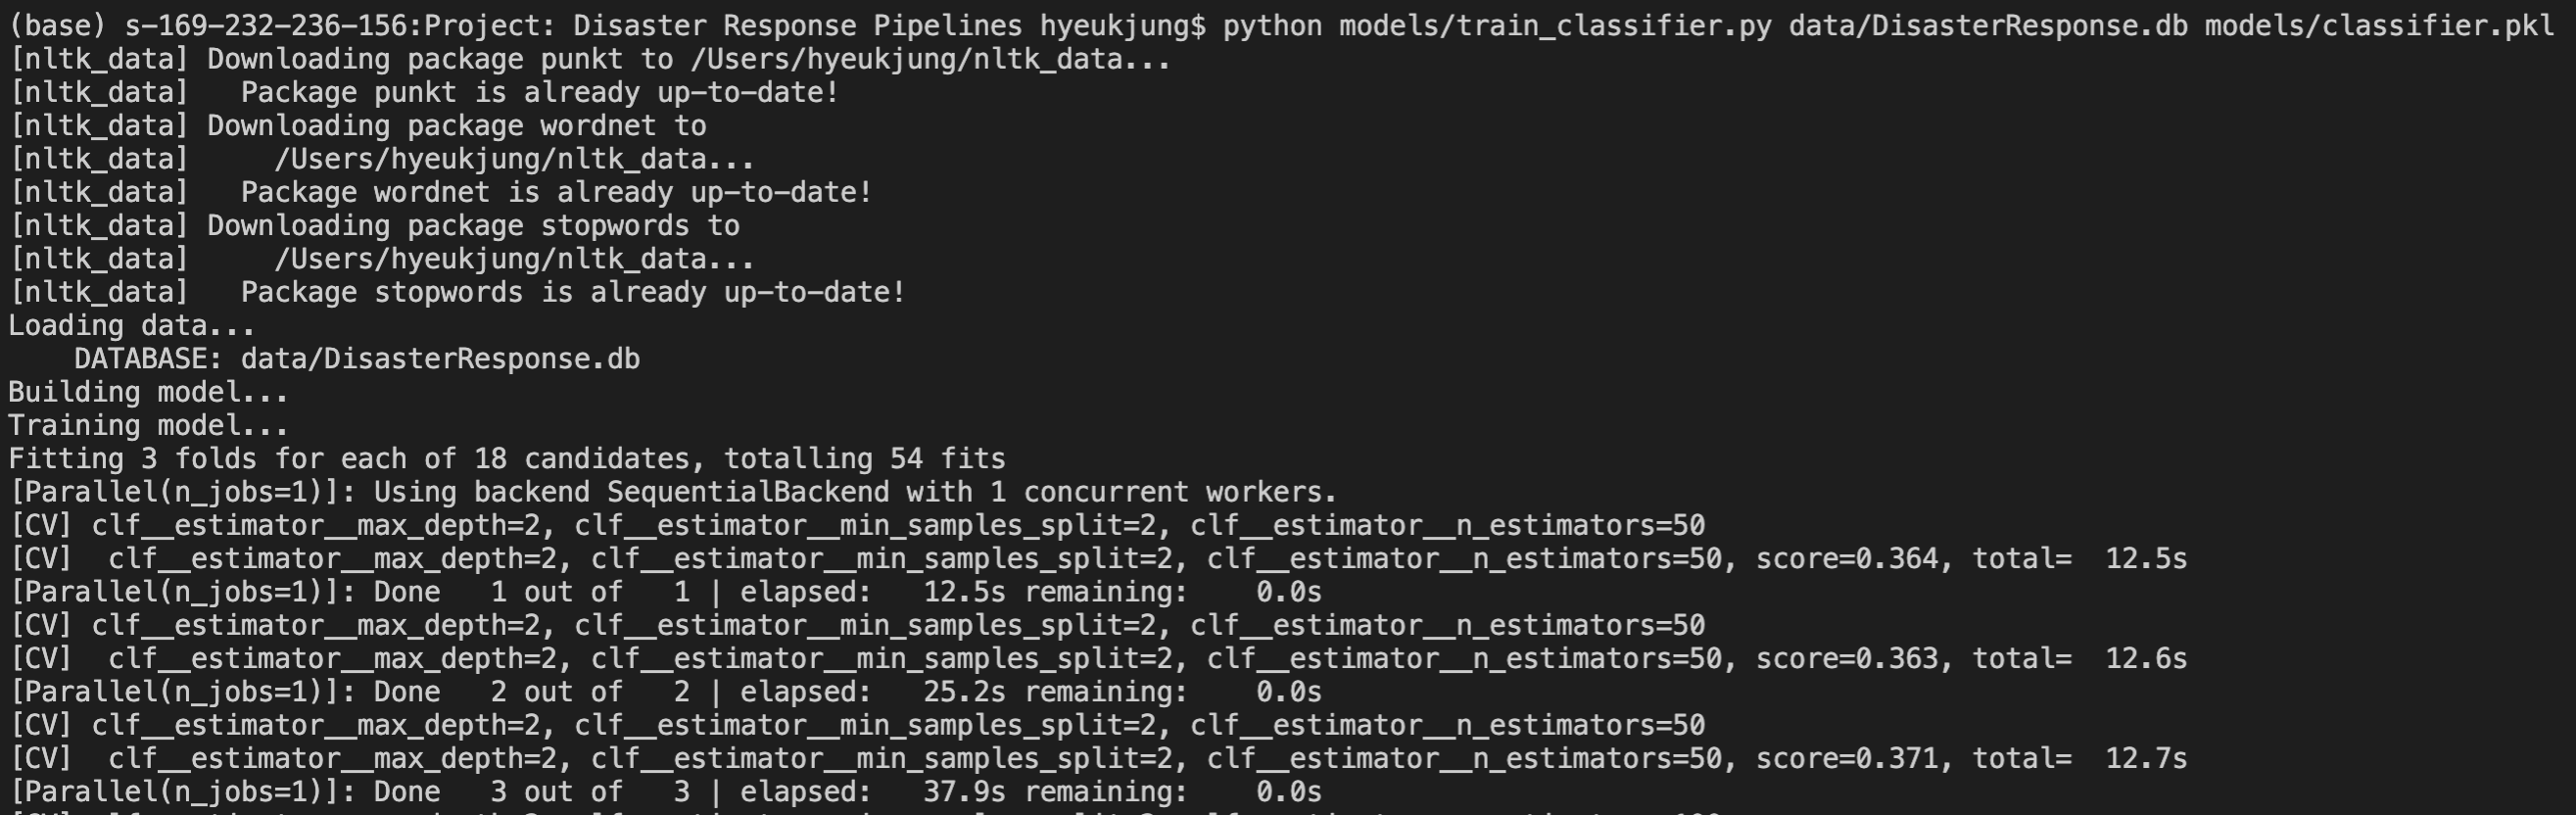 (base) s-169-232-236-156:Project: Disaster Response Pipelines hyeukjung$ python models/train_classifier.py data/DisasterResponse.db models/classifier.pkl
[nltk_data] Downloading package punkt to /Users/hyeukjung/nltk_data...
[nltk_data]   Package punkt is already up-to-date!
[nltk_data] Downloading package wordnet to
[nltk_data]     /Users/hyeukjung/nltk_data...
[nltk_data]   Package wordnet is already up-to-date!
[nltk_data] Downloading package stopwords to
[nltk_data]     /Users/hyeukjung/nltk_data...
[nltk_data]   Package stopwords is already up-to-date!
Loading data...
    DATABASE: data/DisasterResponse.db
Building model...
Training model...
Fitting 3 folds for each of 18 candidates, totalling 54 fits
[Parallel(n_jobs=1)]: Using backend SequentialBackend with 1 concurrent workers.
[CV] clf__estimator__max_depth=2, clf__estimator__min_samples_split=2, clf__estimator__n_estimators=50
[CV]  clf__estimator__max_depth=2, clf__estimator__min_samples_split=2, clf__estimator__n_estimators=50, score=0.364, total=  12.5s
[Parallel(n_jobs=1)]: Done   1 out of   1 | elapsed:   12.5s remaining:    0.0s
[CV] clf__estimator__max_depth=2, clf__estimator__min_samples_split=2, clf__estimator__n_estimators=50
[CV]  clf__estimator__max_depth=2, clf__estimator__min_samples_split=2, clf__estimator__n_estimators=50, score=0.363, total=  12.6s
[Parallel(n_jobs=1)]: Done   2 out of   2 | elapsed:   25.2s remaining:    0.0s
[CV] clf__estimator__max_depth=2, clf__estimator__min_samples_split=2, clf__estimator__n_estimators=50
[CV]  clf__estimator__max_depth=2, clf__estimator__min_samples_split=2, clf__estimator__n_estimators=50, score=0.371, total=  12.7s
[Parallel(n_jobs=1)]: Done   3 out of   3 | elapsed:   37.9s remaining:    0.0s